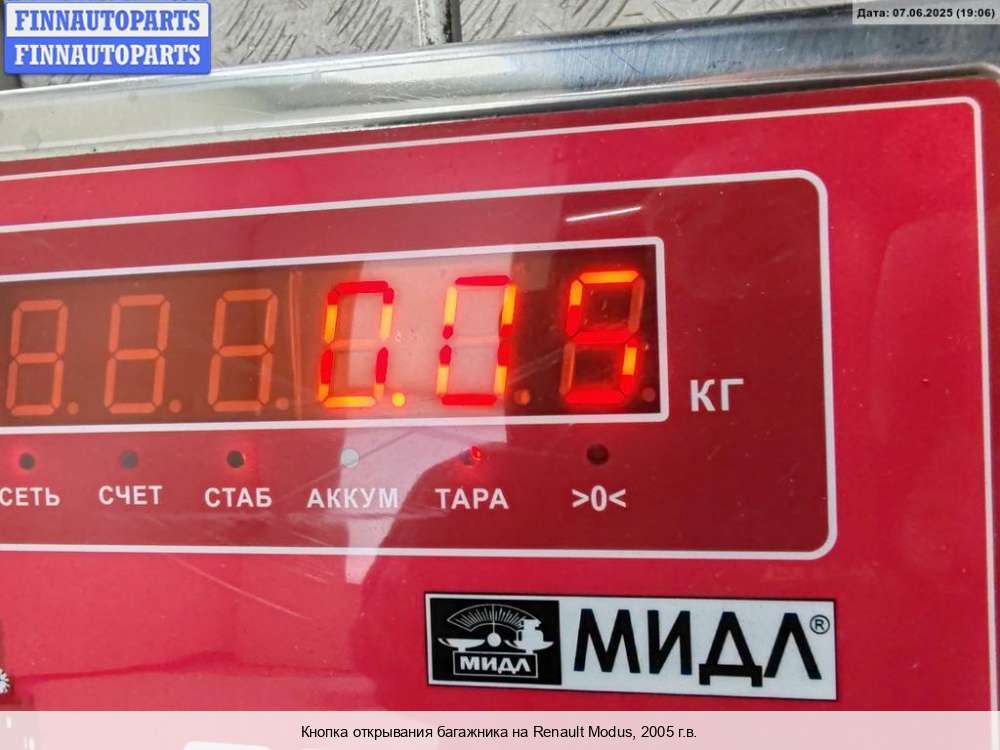 FINNAUTOPARTS
FINNAUTOPARTS
Дата: 07.06.2025 (19:06)
0.05
КГ
СЕТЬ СЧЕТ СТАБ АККУМ ТАРА >0<
МИДЛ МИДЛ®
Кнопка открывания багажника на Renault Modus, 2005 г.в.